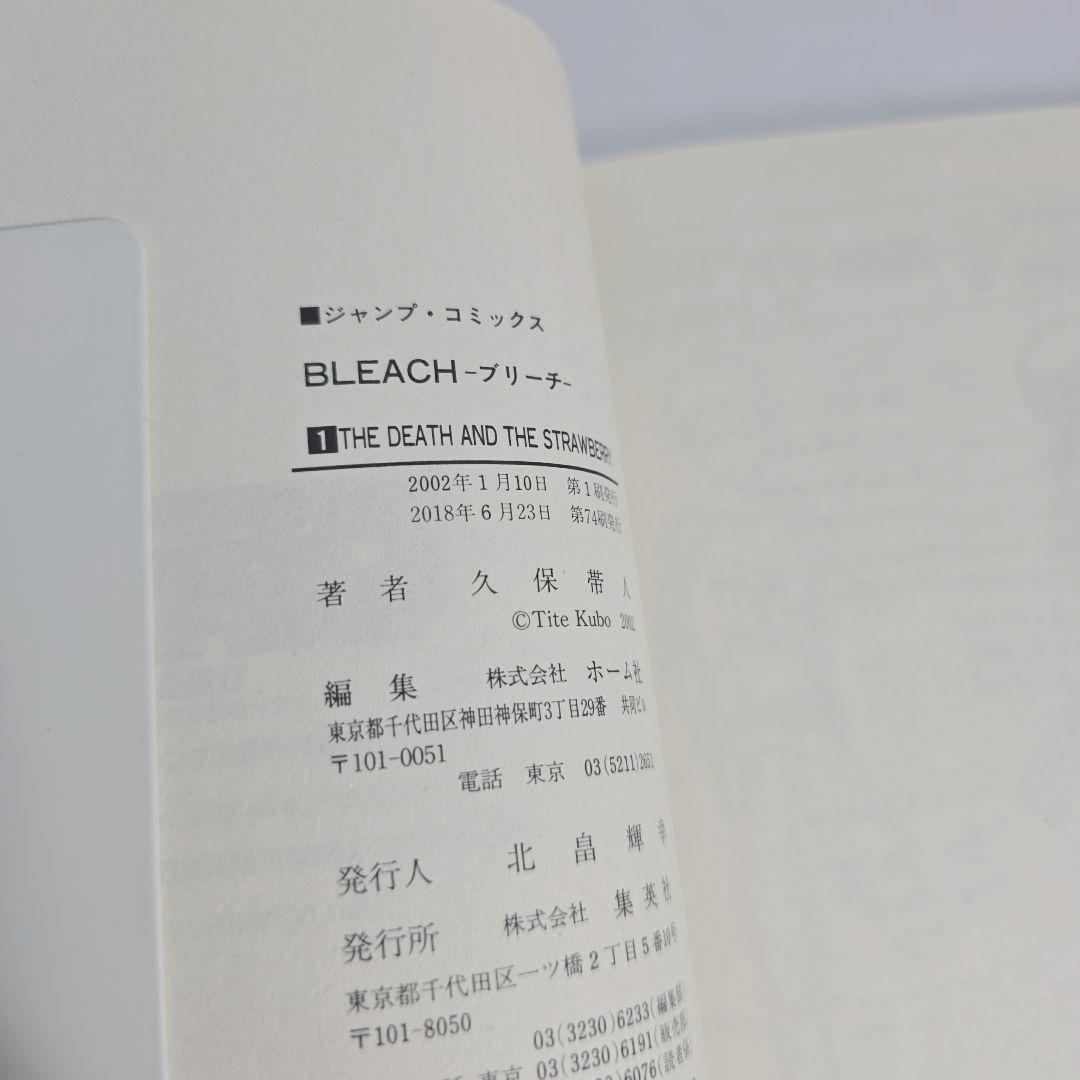 ■ジャンプ・コミックス
BLEACH-ブリーチ-
1 THE DEATH AND THE STRAWBERRY
2002年1月10日 第1刷発行
2018年6月23日 第74刷発行
著者 久保帯人
©Tite Kubo 2002
編集 株式会社 ホーム社
東京都千代田区神田神保町3丁目29番 共同ビル
〒101-0051
電話 東京 03(5211)2651
発行人 北畠輝幸
発行所 株式会社 集英社
東京都千代田区一ツ橋2丁目5番10号
〒101-8050
03(3230)6233(編集部)
東京 03(3230)6191(販売部)
6076(読者係)